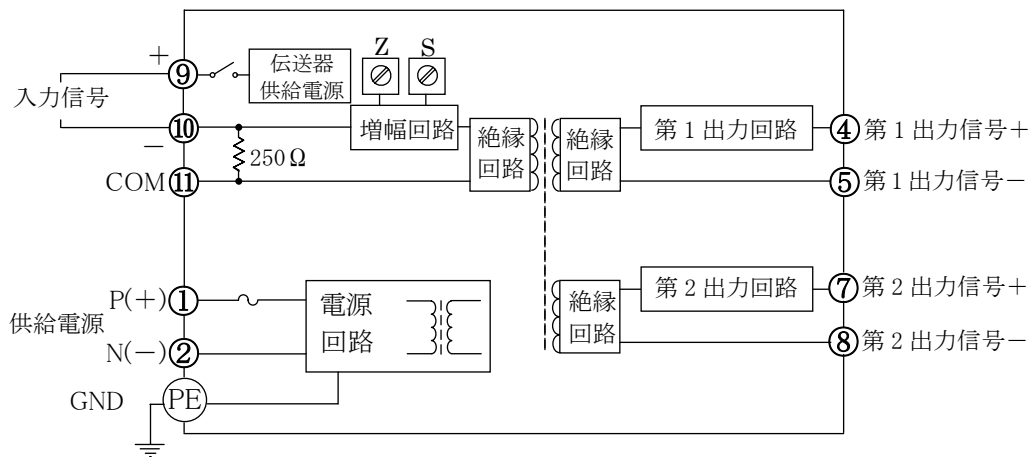 +
⑨
伝送器
供給電源
Z
S
入力信号
⑩
−
増幅回路
250Ω
COM
⑪
絶縁
回路
絶縁
回路
第1出力回路
④
第1出力信号+
⑤
第1出力信号−
P(+)
①
供給電源
N(−)
②
電源
回路
絶縁
回路
第2出力回路
⑦
第2出力信号+
⑧
第2出力信号−
GND
PE